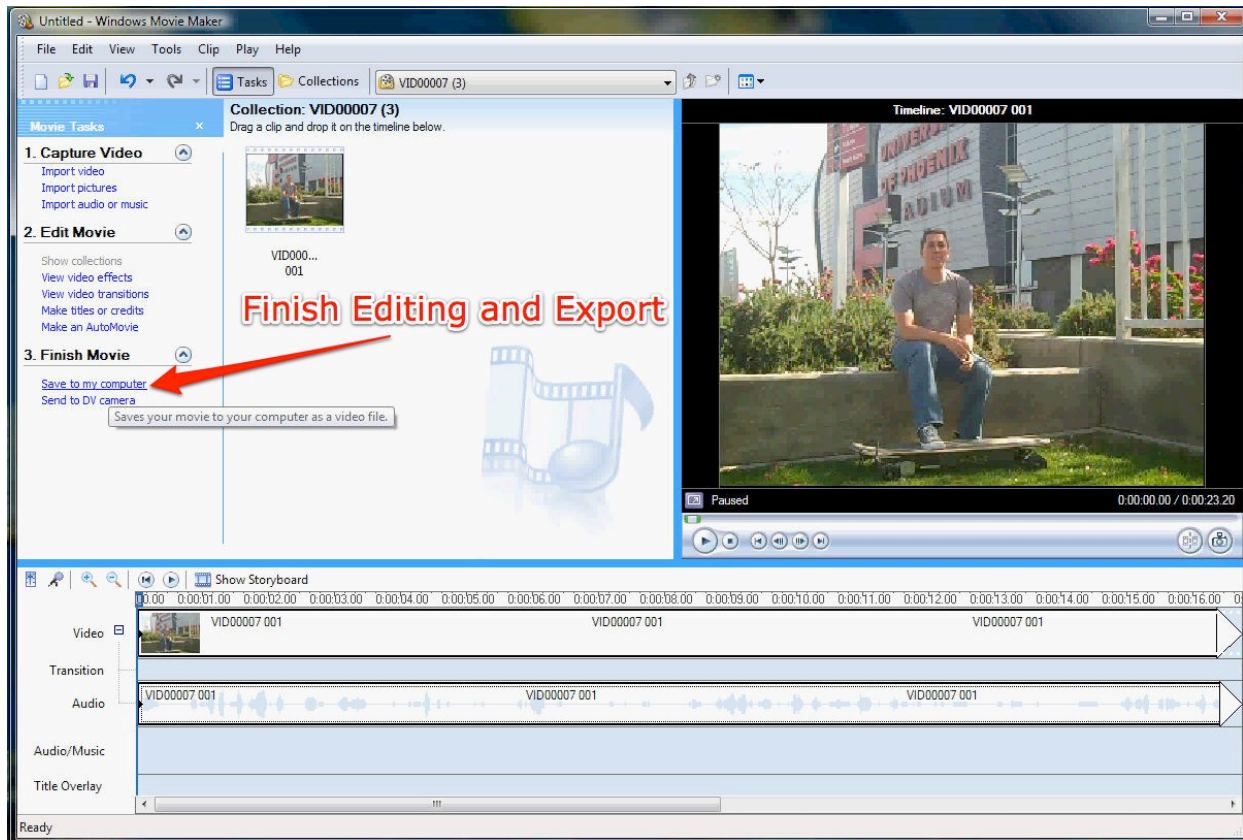 Untitled - Windows Movie Maker
File Edit View Tools Clip Play Help
Tasks Collections VID00007 (3)
Movie Tasks ×
1. Capture Video
Import video
Import pictures
Import audio or music
2. Edit Movie
Show collections
View video effects
View video transitions
Make titles or credits
Make an AutoMovie
3. Finish Movie
Save to my computer
Send to DV camera
Saves your movie to your computer as a video file.
Collection: VID00007 (3)
Drag a clip and drop it on the timeline below.
VID000...
001
Finish Editing and Export
Timeline: VID00007 001
UNIVERSITY
OF PHOENIX
STADIUM
Paused 0:00:00.00 / 0:00:23.20
Show Storyboard
0.00 0:00:01.00 0:00:02.00 0:00:03.00 0:00:04.00 0:00:05.00 0:00:06.00 0:00:07.00 0:00:08.00 0:00:09.00 0:00:10.00 0:00:11.00 0:00:12.00 0:00:13.00 0:00:14.00 0:00:15.00 0:00:16.00
Video VID00007 001 VID00007 001 VID00007 001
Transition
Audio VID00007 001 VID00007 001 VID00007 001
Audio/Music
Title Overlay
Ready